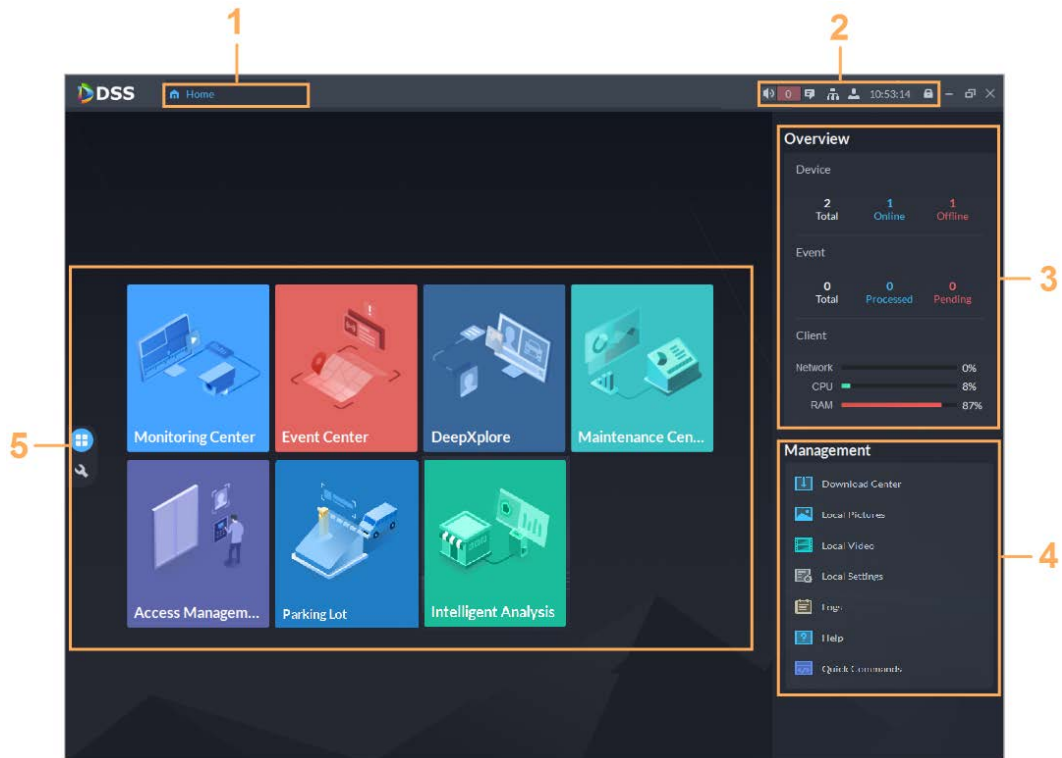 1
2
DSS
Home
0
10:53:14
Overview
Device
2
1
1
Total
Online
Offline
3
Event
0
0
0
Total
Processed
Pending
Client
Network
0%
CPU
8%
RAM
87%
5
Monitoring Center
Event Center
DeepXplore
Maintenance Cen...
Access Managem...
Parking Lot
Intelligent Analysis
Management
Download Center
Local Pictures
Local Video
4
Local Settings
Logs
Help
Quick Commands